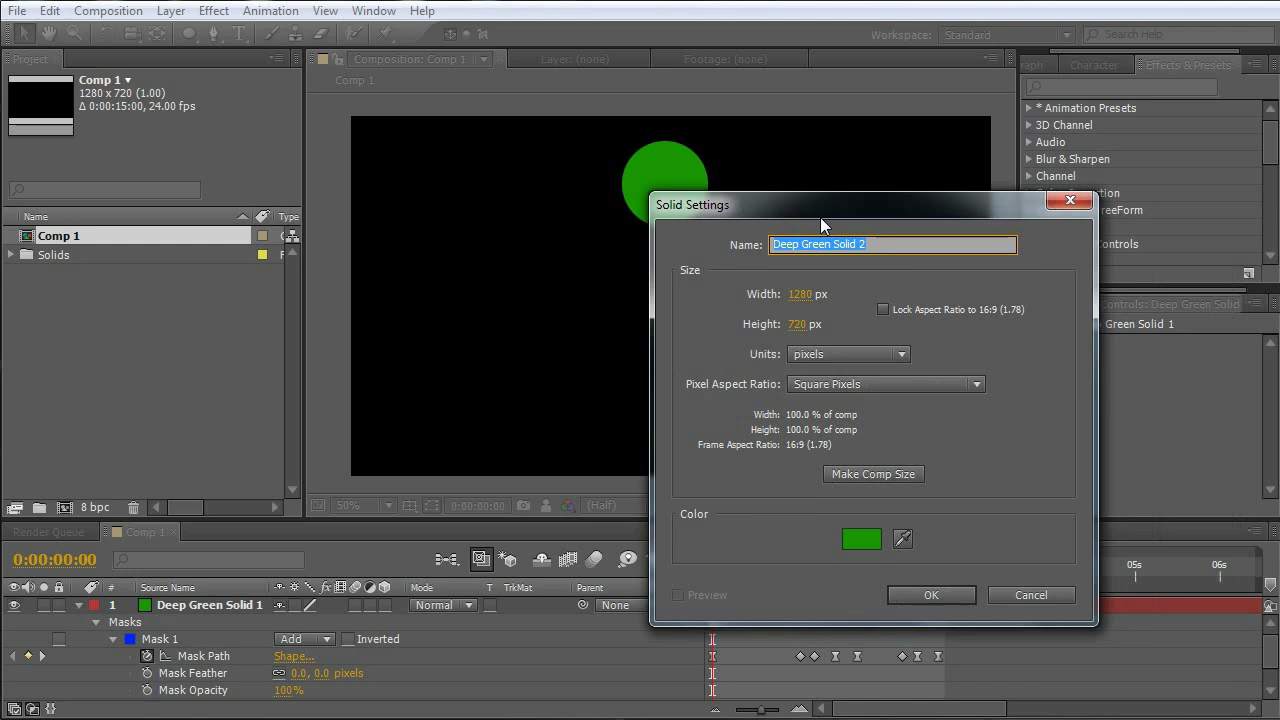 File Edit Composition Layer Effect Animation View Window Help
Workspace: Standard Search Help
Project
Composition: Comp 1 Layer: (none) Footage: (none)
Character Effects & Presets
Comp 1
1280 x 720 (1.00)
Δ 0:00:15:00, 24.00 fps
Comp 1
* Animation Presets
3D Channel
Audio
Blur & Sharpen
Channel
Name Type
Comp 1
Solids
Solid Settings
Name: Deep Green Solid 2
Size
Width: 1280 px
Lock Aspect Ratio to 16:9 (1.78)
Height: 720 px
Units: pixels
Pixel Aspect Ratio: Square Pixels
Width: 100.0 % of comp
Height: 100.0 % of comp
Frame Aspect Ratio: 16:9 (1.78)
Make Comp Size
Color
Preview OK Cancel
Controls: Deep Green Solid
Green Solid 1
8 bpc
50% 0:00:00:00 (Half)
Render Queue Comp 1
0:00:00:00
05s 06s
# Source Name Mode T TrkMat Parent
1 Deep Green Solid 1 Normal None
Masks
Mask 1 Add Inverted
Mask Path Shape...
Mask Feather 0.0, 0.0 pixels
Mask Opacity 100%